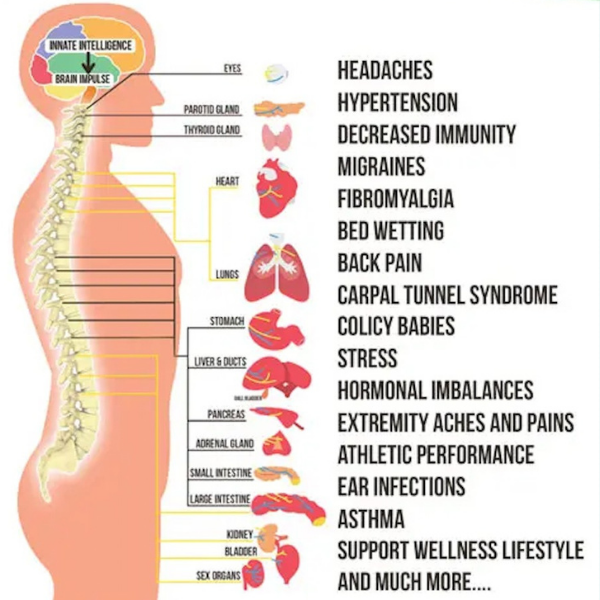 INNATE INTELLIGENCE
BRAIN IMPULSE
EYES
PAROTID GLAND
THYROID GLAND
HEART
LUNGS
STOMACH
LIVER & DUCTS
GALL BLADDER
PANCREAS
ADRENAL GLAND
SMALL INTESTINE
LARGE INTESTINE
KIDNEY
BLADDER
SEX ORGANS
HEADACHES
HYPERTENSION
DECREASED IMMUNITY
MIGRAINES
FIBROMYALGIA
BED WETTING
BACK PAIN
CARPAL TUNNEL SYNDROME
COLICY BABIES
STRESS
HORMONAL IMBALANCES
EXTREMITY ACHES AND PAINS
ATHLETIC PERFORMANCE
EAR INFECTIONS
ASTHMA
SUPPORT WELLNESS LIFESTYLE
AND MUCH MORE....